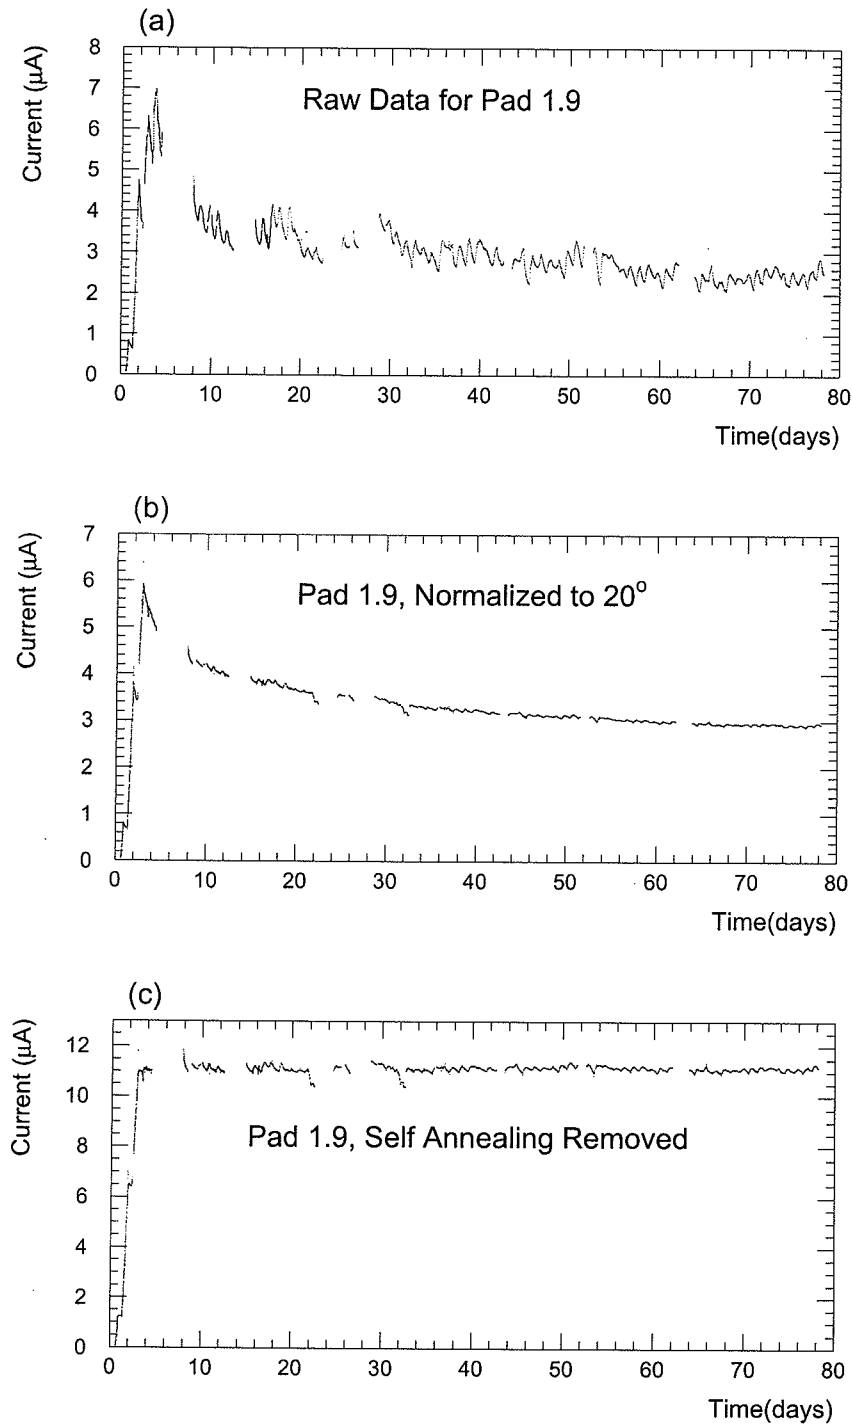 (a)
8
7
6
5
4
3
2
1
0
Current (μA)
Raw Data for Pad 1.9
0 10 20 30 40 50 60 70 80
Time(days)
(b)
7
6
5
4
3
2
1
0
Current (μA)
Pad 1.9, Normalized to 20°
0 10 20 30 40 50 60 70 80
Time(days)
(c)
12
10
8
6
4
2
0
Current (μA)
Pad 1.9, Self Annealing Removed
0 10 20 30 40 50 60 70 80
Time(days)